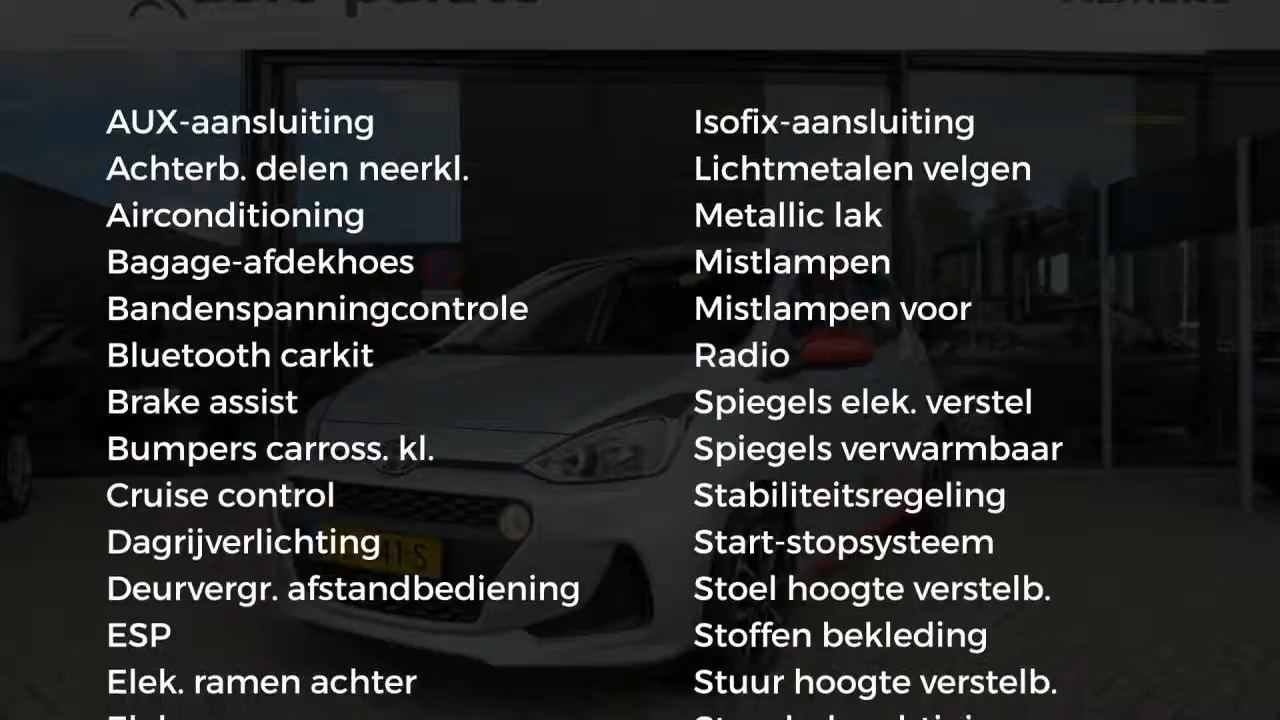 AUX-aansluiting
Achterb. delen neerkl.
Airconditioning
Bagage-afdekhoes
Bandenspanningcontrole
Bluetooth carkit
Brake assist
Bumpers carross. kl.
Cruise control
Dagrijverlichting
Deurvergr. afstandbediening
ESP
Elek. ramen achter
Isofix-aansluiting
Lichtmetalen velgen
Metallic lak
Mistlampen
Mistlampen voor
Radio
Spiegels elek. verstel
Spiegels verwarmbaar
Stabiliteitsregeling
Start-stopsysteem
Stoel hoogte verstelb.
Stoffen bekleding
Stuur hoogte verstelb.